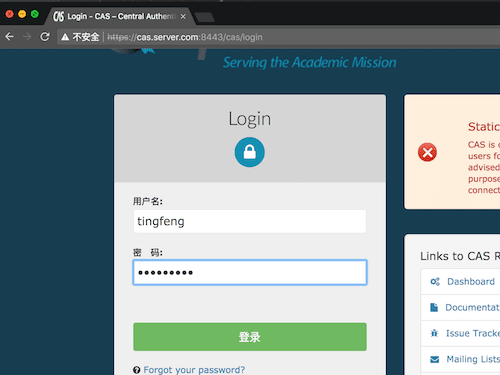 Login - CAS – Central Authenti
不安全 https://cas.server.com:8443/cas/login
Serving the Academic Mission
Login
用户名:
tingfeng
密 码:
登录
Forgot your password?
Static
CAS is c
users fo
advised
purpose
connect
Links to CAS R
Dashboard
Documentat
Issue Tracke
Mailing Lists